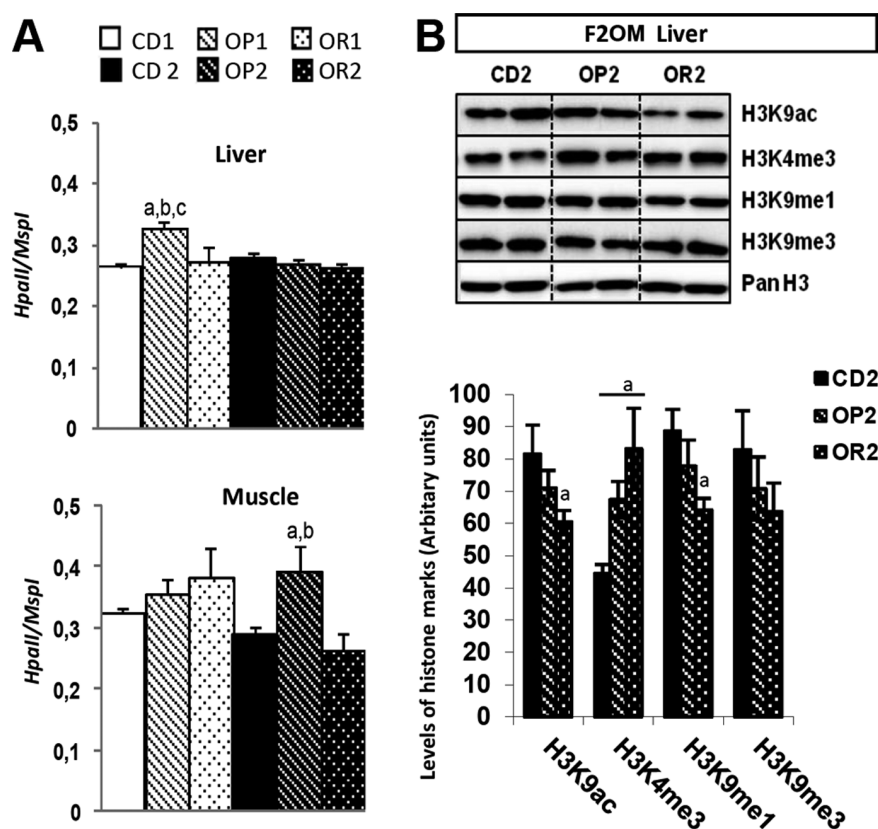 A
CD1 OP1 OR1
CD 2 OP2 OR2
Liver
0,5
0,4
0,3
0,2
0,1
0
HpaII/MspI
a,b,c
Muscle
0,5
0,4
0,3
0,2
0,1
0
HpaII/MspI
a,b
B
F2OM Liver
CD2 OP2 OR2
H3K9ac
H3K4me3
H3K9me1
H3K9me3
Pan H3
Levels of histone marks (Arbitary units)
100
90
80
70
60
50
40
30
20
10
0
a
a
a
CD2
OP2
OR2
H3K9ac
H3K4me3
H3K9me1
H3K9me3